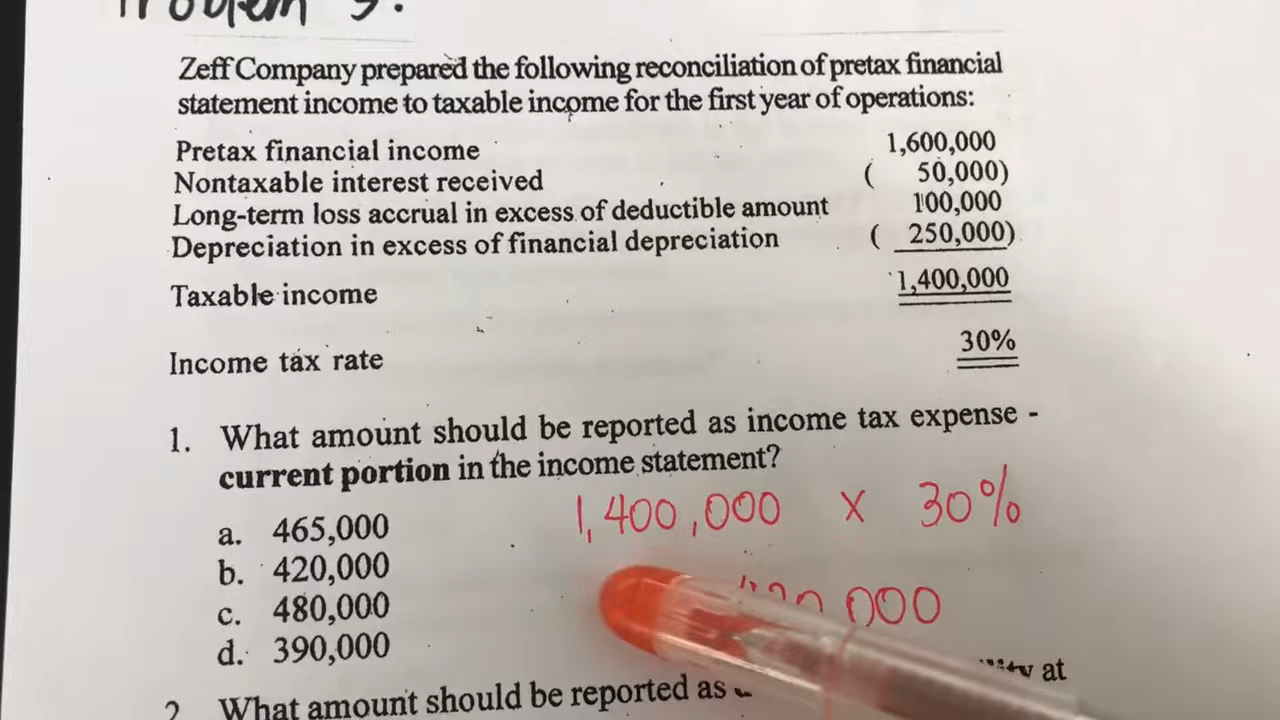 Problem 3.
Zeff Company prepared the following reconciliation of pretax financial
statement income to taxable income for the first year of operations:
Pretax financial income 1,600,000
Nontaxable interest received ( 50,000)
Long-term loss accrual in excess of deductible amount 100,000
Depreciation in excess of financial depreciation ( 250,000)
Taxable income 1,400,000
Income tax rate 30%
1. What amount should be reported as income tax expense -
current portion in the income statement?
1,400,000 x 30%
a. 465,000
b. 420,000
c. 480,000
d. 390,000
000
at
2. What amount should be reported as